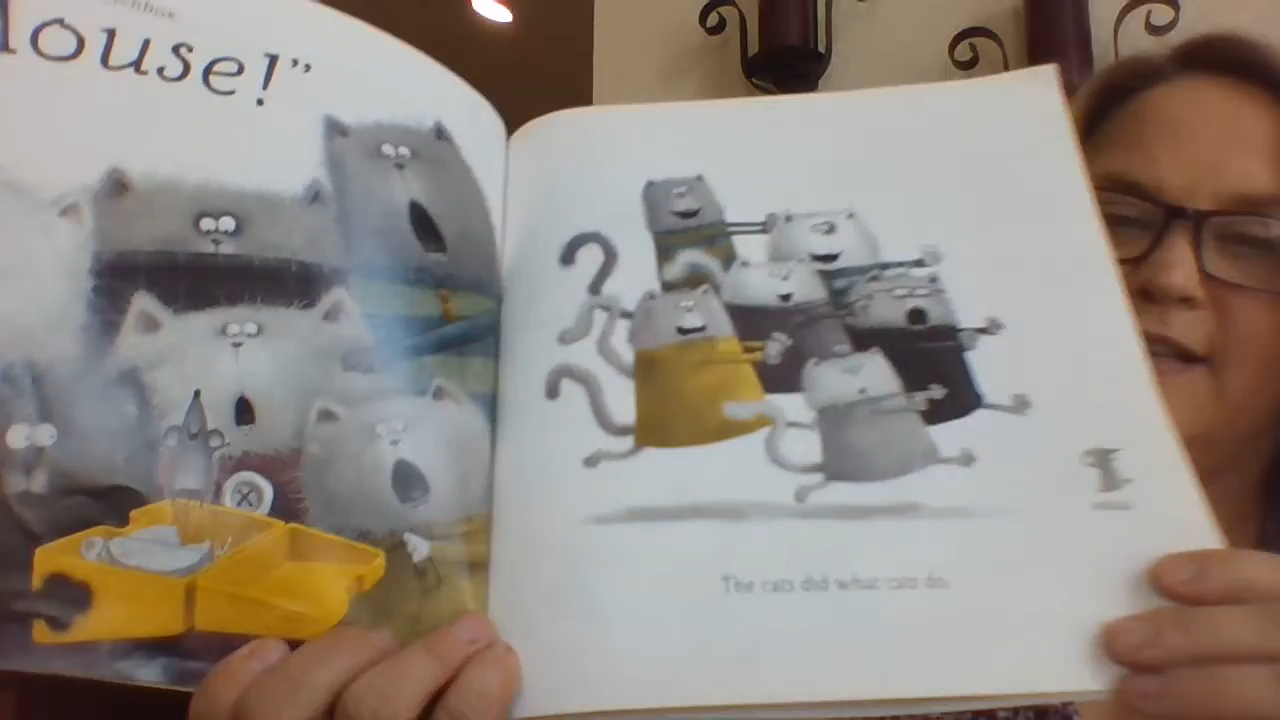 ouse!”
The cats did what cats do.